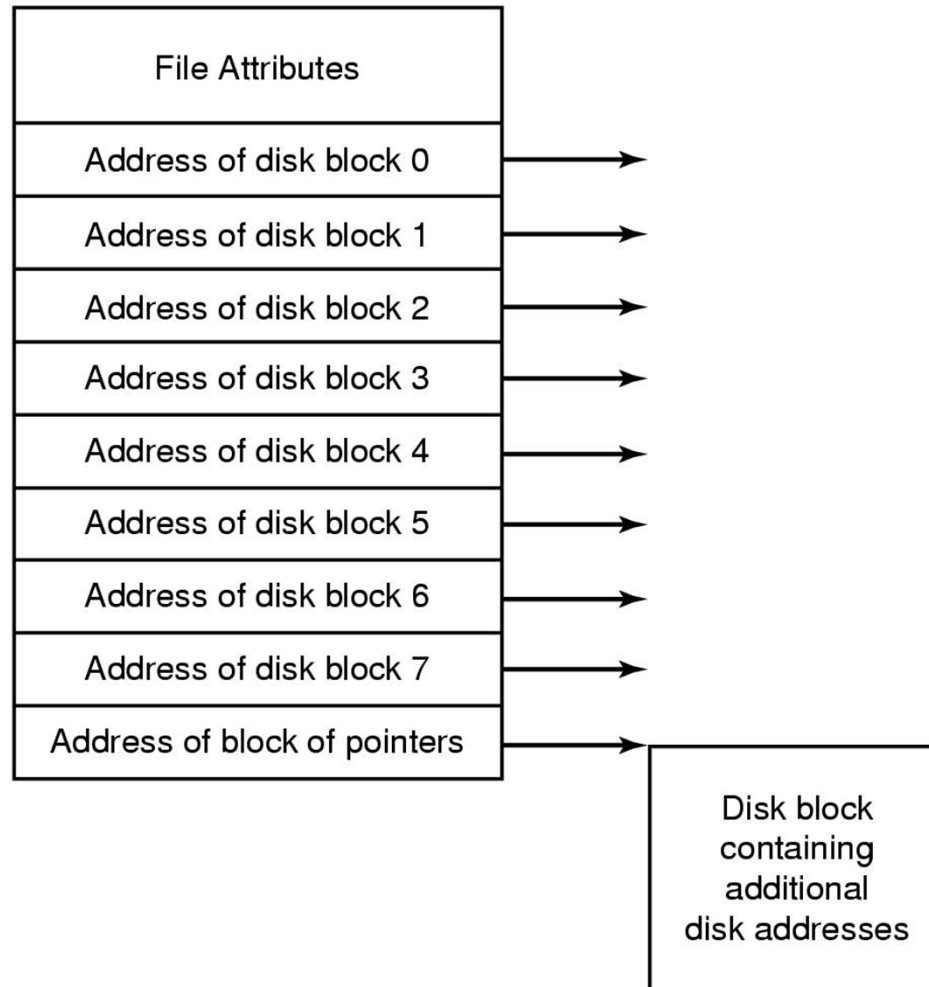 File Attributes
Address of disk block 0
Address of disk block 1
Address of disk block 2
Address of disk block 3
Address of disk block 4
Address of disk block 5
Address of disk block 6
Address of disk block 7
Address of block of pointers
Disk block
containing
additional
disk addresses